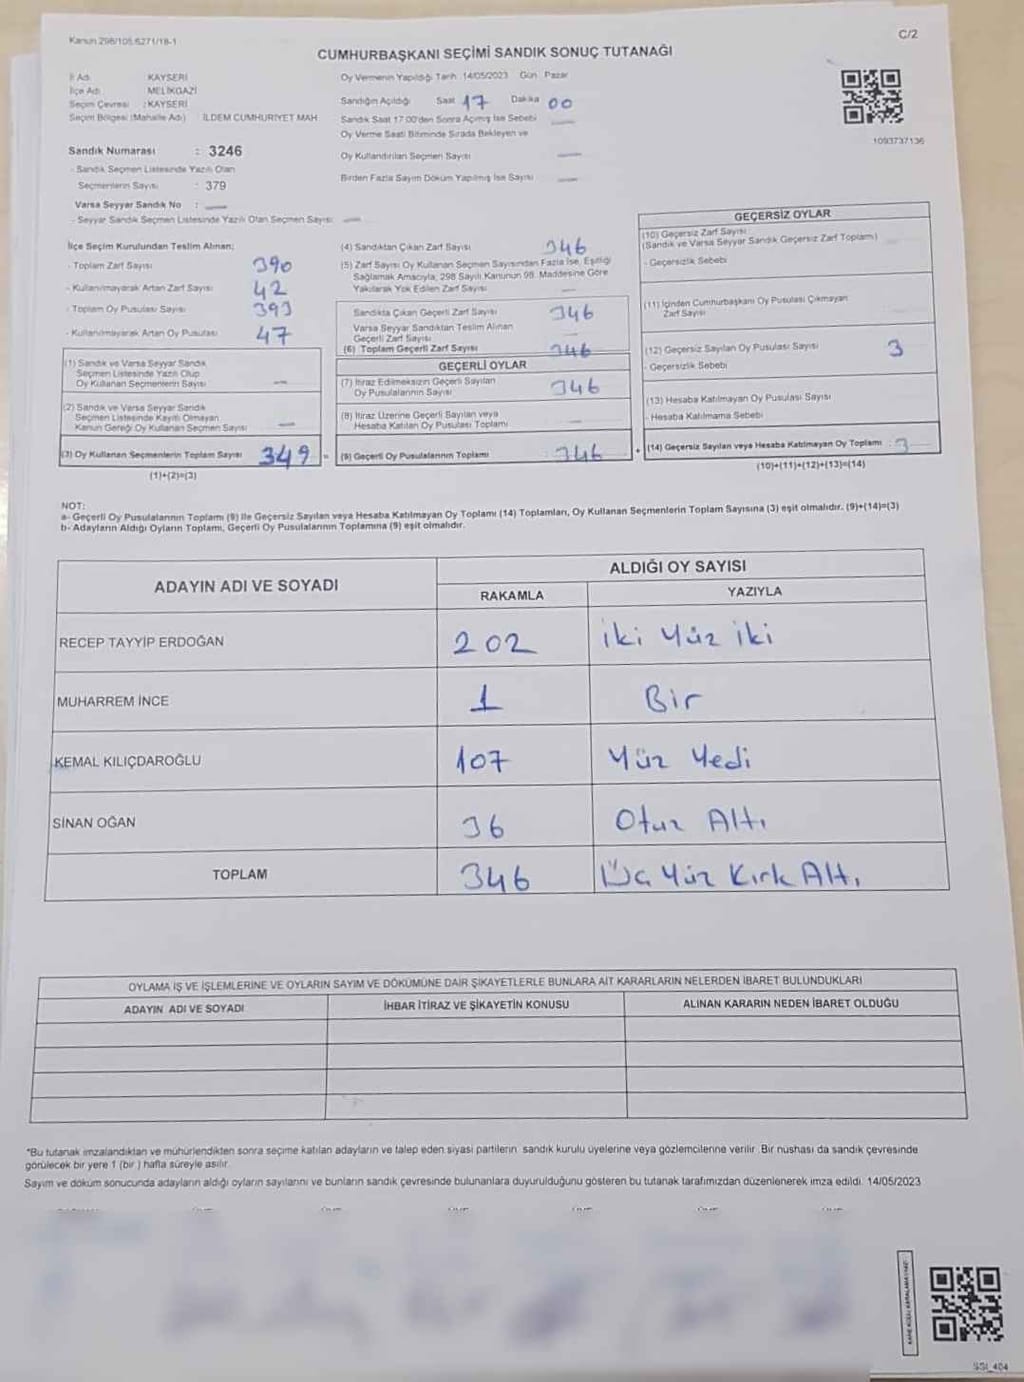 Kanun 298/105,6271/18-1
C/2
CUMHURBAŞKANI SEÇİMİ SANDIK SONUÇ TUTANAĞI
İl Adı KAYSERİ
İlçe Adı MELİKGAZİ
Seçim Çevresi : KAYSERİ
Seçim Bölgesi (Mahalle Adı) İLDEM CUMHURİYET MAH
Sandık Numarası : 3246
- Sandık Seçmen Listesinde Yazılı Olan
Seçmenlerin Sayısı : 379
Varsa Seyyar Sandık No : —
- Seyyar Sandık Seçmen Listesinde Yazılı Olan Seçmen Sayısı —
Oy Vermenin Yapıldığı Tarih 14/05/2023 Gün Pazar
Sandığın Açıldığı Saat 17 Dakika 00
Sandık Saat 17.00'den Sonra Açılmış İse Sebebi —
Oy Verme Saati Bitiminde Sırada Bekleyen ve
Oy Kullandırılan Seçmen Sayısı —
Birden Fazla Sayım Döküm Yapılmış İse Sayısı —
1093737136
İlçe Seçim Kurulundan Teslim Alınan;
- Toplam Zarf Sayısı 390
- Kullanılmayarak Artan Zarf Sayısı 42
- Toplam Oy Pusulası Sayısı 393
- Kullanılmayarak Artan Oy Pusulası 47
(1) Sandık ve Varsa Seyyar Sandık
Seçmen Listesinde Yazılı Olup
Oy Kullanan Seçmenlerin Sayısı —
(2) Sandık ve Varsa Seyyar Sandık
Seçmen Listesinde Kayıtlı Olmayan
Kanun Gereği Oy Kullanan Seçmen Sayısı —
(3) Oy Kullanan Seçmenlerin Toplam Sayısı 349 =
(1)+(2)=(3)
(4) Sandıktan Çıkan Zarf Sayısı 346
(5) Zarf Sayısı Oy Kullanan Seçmen Sayısından Fazla İse, Eşitliği
Sağlamak Amacıyla, 298 Sayılı Kanunun 98. Maddesine Göre
Yakılarak Yok Edilen Zarf Sayısı —
Sandıkta Çıkan Geçerli Zarf Sayısı 346
Varsa Seyyar Sandıktan Teslim Alınan
Geçerli Zarf Sayısı —
(6) Toplam Geçerli Zarf Sayısı 346
GEÇERLİ OYLAR
(7) İtiraz Edilmeksizin Geçerli Sayılan
Oy Pusulalarının Sayısı 346
(8) İtiraz Üzerine Geçerli Sayılan veya
Hesaba Katılan Oy Pusulası Toplamı —
(9) Geçerli Oy Pusulalarının Toplamı : 346 +
GEÇERSİZ OYLAR
(10) Geçersiz Zarf Sayısı
(Sandık ve Varsa Seyyar Sandık Geçersiz Zarf Toplamı)
- Geçersizlik Sebebi
(11) İçinden Cumhurbaşkanı Oy Pusulası Çıkmayan
Zarf Sayısı
(12) Geçersiz Sayılan Oy Pusulası Sayısı 3
- Geçersizlik Sebebi
(13) Hesaba Katılmayan Oy Pusulası Sayısı
- Hesaba Katılmama Sebebi
(14) Geçersiz Sayılan veya Hesaba Katılmayan Oy Toplamı : 3
(10)+(11)+(12)+(13)=(14)
NOT:
a- Geçerli Oy Pusulalarının Toplamı (9) ile Geçersiz Sayılan veya Hesaba Katılmayan Oy Toplamı (14) Toplamları, Oy Kullanan Seçmenlerin Toplam Sayısına (3) eşit olmalıdır. (9)+(14)=(3)
b- Adayların Aldığı Oyların Toplamı, Geçerli Oy Pusulalarının Toplamına (9) eşit olmalıdır.
ADAYIN ADI VE SOYADI ALDIĞI OY SAYISI
RAKAMLA YAZIYLA
RECEP TAYYİP ERDOĞAN 202 iki Yüz iki
MUHARREM İNCE 1 Bir
KEMAL KILIÇDAROĞLU 107 Yüz Yedi
SİNAN OĞAN 36 Otuz Altı
TOPLAM 346 Üç Yüz Kırk Altı
OYLAMA İŞ VE İŞLEMLERİNE VE OYLARIN SAYIM VE DÖKÜMÜNE DAİR ŞİKAYETLERLE BUNLARA AİT KARARLARIN NELERDEN İBARET BULUNDUKLARI
ADAYIN ADI VE SOYADI İHBAR İTİRAZ VE ŞİKAYETİN KONUSU ALINAN KARARIN NEDEN İBARET OLDUĞU
*Bu tutanak imzalandıktan ve mühürlendikten sonra seçime katılan adayların ve talep eden siyasi partilerin sandık kurulu üyelerine veya gözlemcilerine verilir. Bir nüshası da sandık çevresinde
görülecek bir yere 1 (bir ) hafta süreyle asılır.
Sayım ve döküm sonucunda adayların aldığı oyların sayılarını ve bunların sandık çevresinde bulunanlara duyurulduğunu gösteren bu tutanak tarafımızdan düzenlenerek imza edildi. 14/05/2023
KARE KODU KARALAMAYINIZ
SSI_404